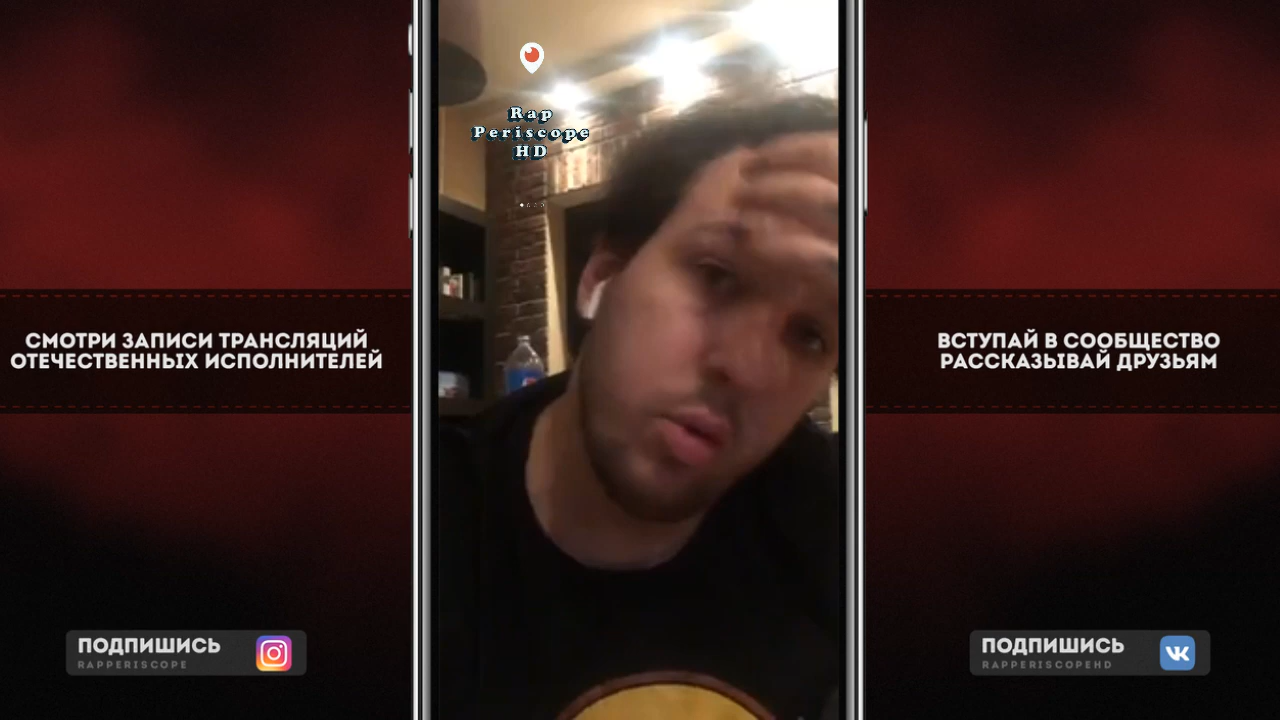 Rap
Periscope
HD
СМОТРИ ЗАПИСИ ТРАНСЛЯЦИЙ
ОТЕЧЕСТВЕННЫХ ИСПОЛНИТЕЛЕЙ
ВСТУПАЙ В СООБЩЕСТВО
РАССКАЗЫВАЙ ДРУЗЬЯМ
ПОДПИШИСЬ
RAPPERISCOPE
ПОДПИШИСЬ
RAPPERISCOPEHD